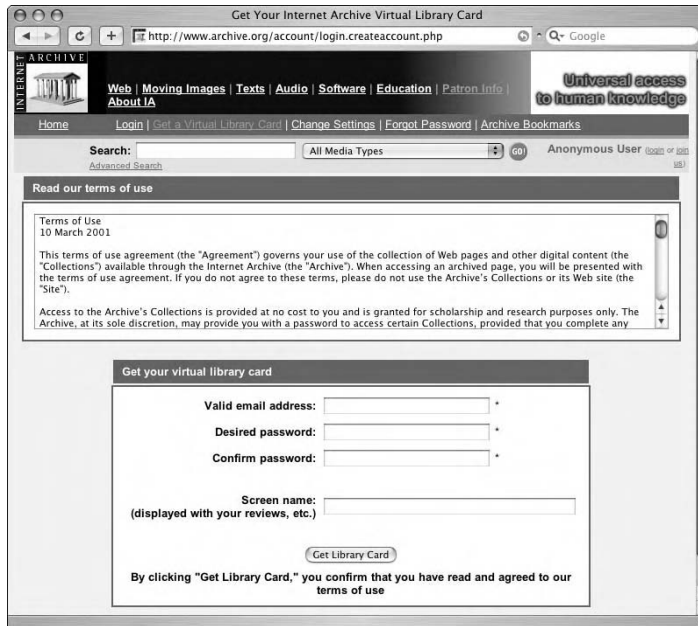 Get Your Internet Archive Virtual Library Card
http://www.archive.org/account/login.createaccount.php
Google
INTERNET ARCHIVE
Web | Moving Images | Texts | Audio | Software | Education | Patron Info |
About IA
Universal access
to human knowledge
Home
Login | Get a Virtual Library Card | Change Settings | Forgot Password | Archive Bookmarks
Search:
All Media Types
GO!
Anonymous User (login or join
us)
Advanced Search
Read our terms of use
Terms of Use
10 March 2001
This terms of use agreement (the "Agreement") governs your use of the collection of Web pages and other digital content (the
"Collections") available through the Internet Archive (the "Archive"). When accessing an archived page, you will be presented with
the terms of use agreement. If you do not agree to these terms, please do not use the Archive's Collections or its Web site (the
"Site").
Access to the Archive's Collections is provided at no cost to you and is granted for scholarship and research purposes only. The
Archive, at its sole discretion, may provide you with a password to access certain Collections, provided that you complete any
Get your virtual library card
Valid email address: *
Desired password: *
Confirm password: *
Screen name:
(displayed with your reviews, etc.)
Get Library Card
By clicking "Get Library Card," you confirm that you have read and agreed to our
terms of use